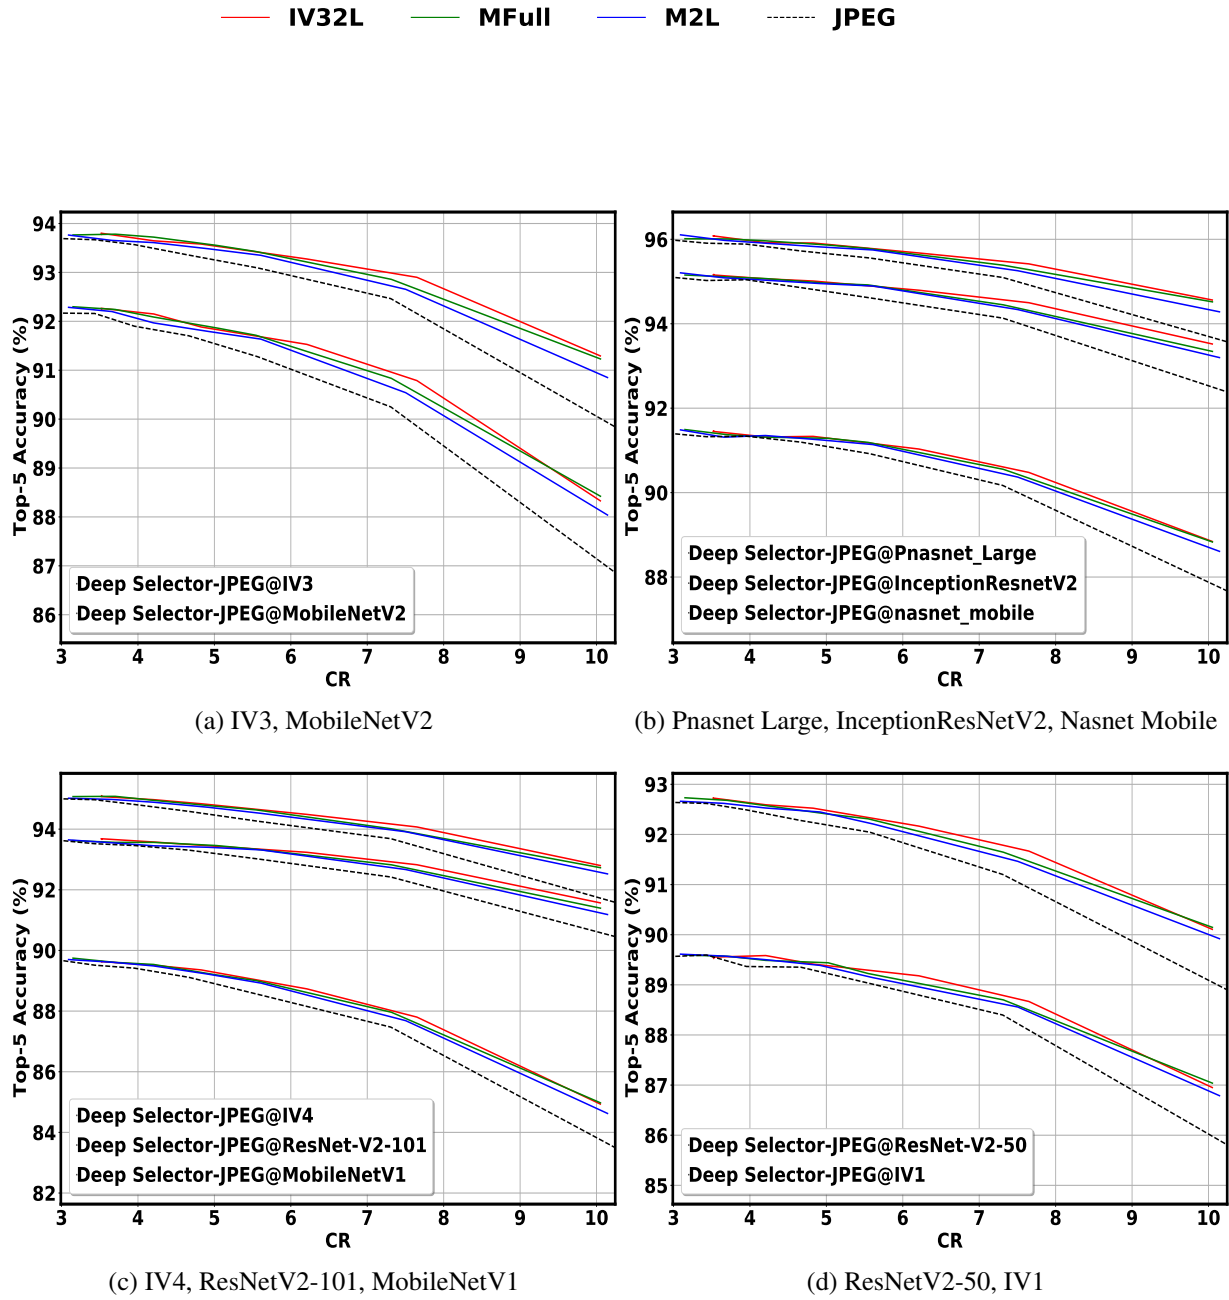 IV32L MFull M2L JPEG
94
93
92
91
90
89
88
87
86
Top-5 Accuracy (%)
Deep Selector-JPEG@IV3
Deep Selector-JPEG@MobileNetV2
3 4 5 6 7 8 9 10
CR
(a) IV3, MobileNetV2
96
94
92
90
88
Top-5 Accuracy (%)
Deep Selector-JPEG@Pnasnet_Large
Deep Selector-JPEG@InceptionResnetV2
Deep Selector-JPEG@nasnet_mobile
3 4 5 6 7 8 9 10
CR
(b) Pnasnet Large, InceptionResNetV2, Nasnet Mobile
94
92
90
88
86
84
82
Top-5 Accuracy (%)
Deep Selector-JPEG@IV4
Deep Selector-JPEG@ResNet-V2-101
Deep Selector-JPEG@MobileNetV1
3 4 5 6 7 8 9 10
CR
(c) IV4, ResNetV2-101, MobileNetV1
93
92
91
90
89
88
87
86
85
Top-5 Accuracy (%)
Deep Selector-JPEG@ResNet-V2-50
Deep Selector-JPEG@IV1
3 4 5 6 7 8 9 10
CR
(d) ResNetV2-50, IV1